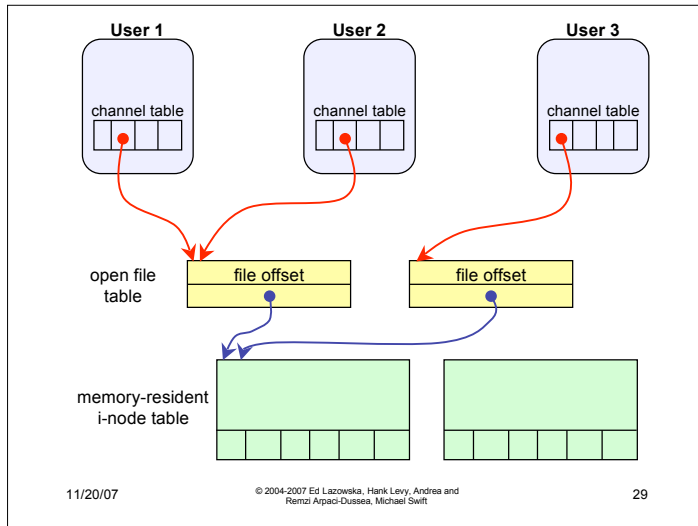 User 1
User 2
User 3
channel table
channel table
channel table
open file
table
file offset
file offset
memory-resident
i-node table
11/20/07
© 2004-2007 Ed Lazowska, Hank Levy, Andrea and
Remzi Arpaci-Dussea, Michael Swift
29